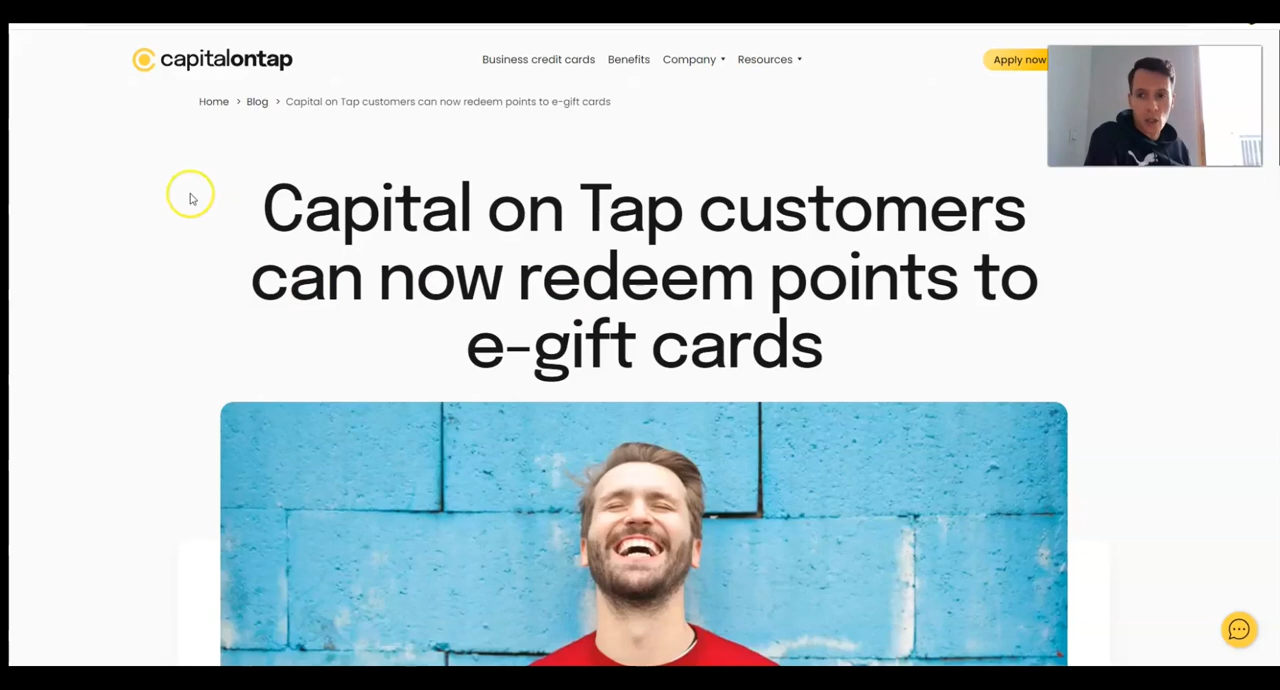 capitalontap
Business credit cards Benefits Company Resources
Apply now
Home > Blog > Capital on Tap customers can now redeem points to e-gift cards
Capital on Tap customers
can now redeem points to
e-gift cards